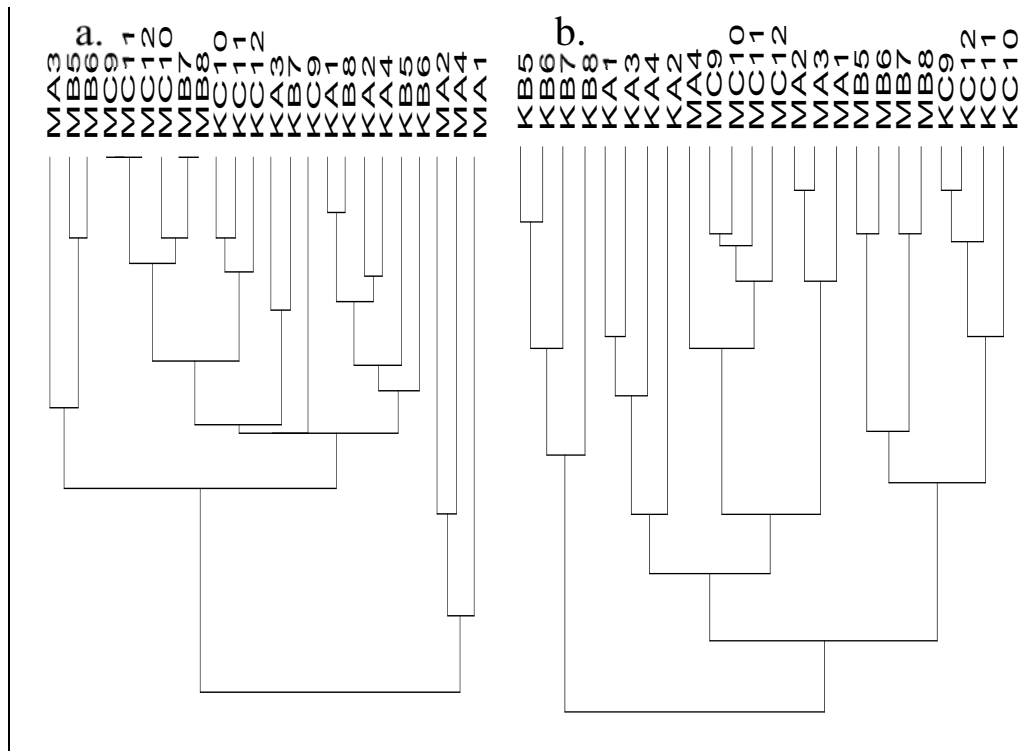 a.
MA3
MB5
MB6
MC9
MC11
MC12
MC10
MB7
MB8
KC10
KC11
KC12
KA3
KB7
KC9
KA1
KB8
KA2
KA4
KB5
KB6
MA2
MA4
MA1
b.
KB5
KB6
KB7
KB8
KA1
KA3
KA4
KA2
MA4
MC9
MC10
MC11
MC12
MA2
MA3
MA1
MB5
MB6
MB7
MB8
KC9
KC12
KC11
KC10